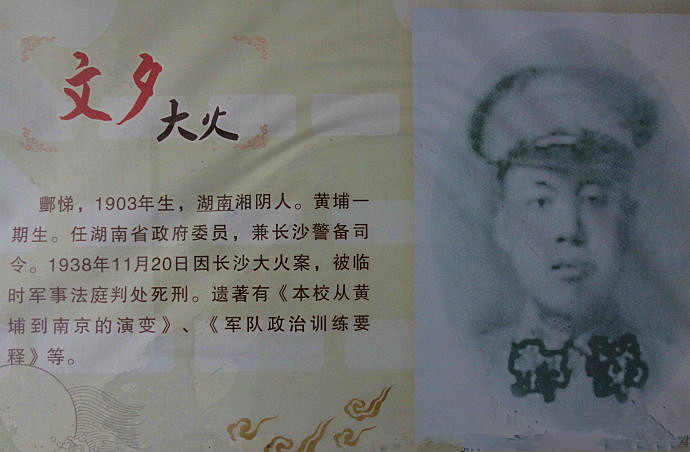 文夕
大火
酆悌，1903年生，湖南湘阴人。黄埔一
期生。任湖南省政府委员，兼长沙警备司
令。1938年11月20日因长沙大火案，被临
时军事法庭判处死刑。遗著有《本校从黄
埔到南京的演变》、《军队政治训练要
释》等。